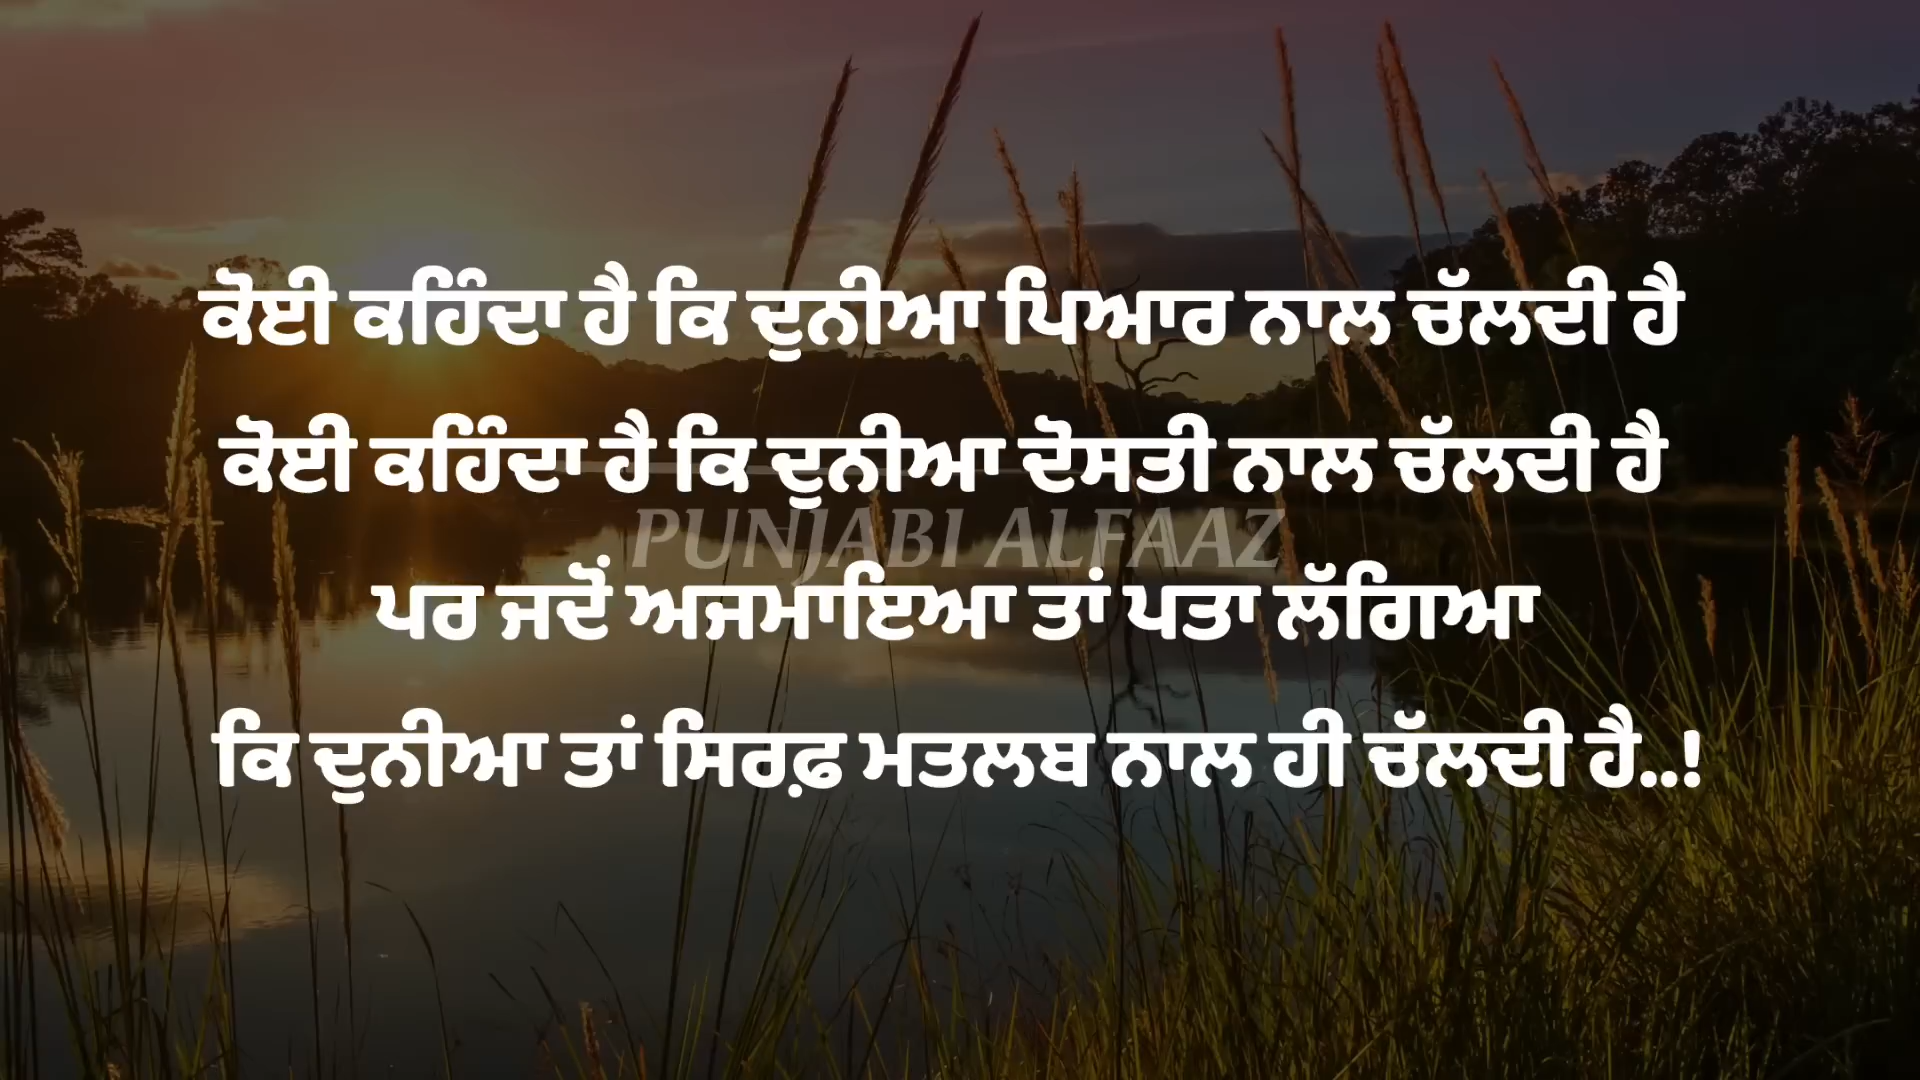 ਕੋਈ ਕਹਿੰਦਾ ਹੈ ਕਿ ਦੁਨੀਆ ਪਿਆਰ ਨਾਲ ਚੱਲਦੀ ਹੈ
ਕੋਈ ਕਹਿੰਦਾ ਹੈ ਕਿ ਦੁਨੀਆ ਦੋਸਤੀ ਨਾਲ ਚੱਲਦੀ ਹੈ
PUNJABI ALFAAZ
ਪਰ ਜਦੋਂ ਅਜਮਾਇਆ ਤਾਂ ਪਤਾ ਲੱਗਿਆ
ਕਿ ਦੁਨੀਆ ਤਾਂ ਸਿਰਫ਼ ਮਤਲਬ ਨਾਲ ਹੀ ਚੱਲਦੀ ਹੈ..!